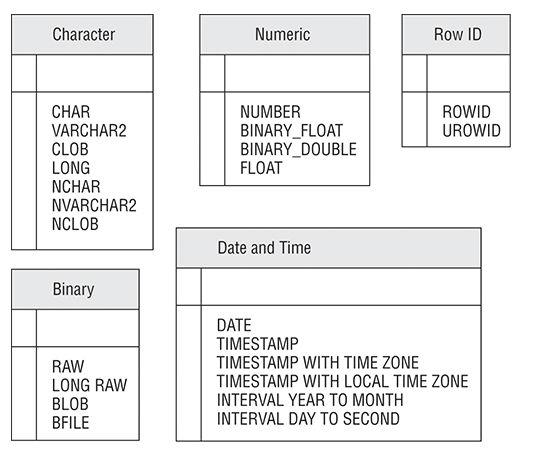 Character
CHAR
VARCHAR2
CLOB
LONG
NCHAR
NVARCHAR2
NCLOB
Numeric
NUMBER
BINARY_FLOAT
BINARY_DOUBLE
FLOAT
Row ID
ROWID
UROWID
Binary
RAW
LONG RAW
BLOB
BFILE
Date and Time
DATE
TIMESTAMP
TIMESTAMP WITH TIME ZONE
TIMESTAMP WITH LOCAL TIME ZONE
INTERVAL YEAR TO MONTH
INTERVAL DAY TO SECOND